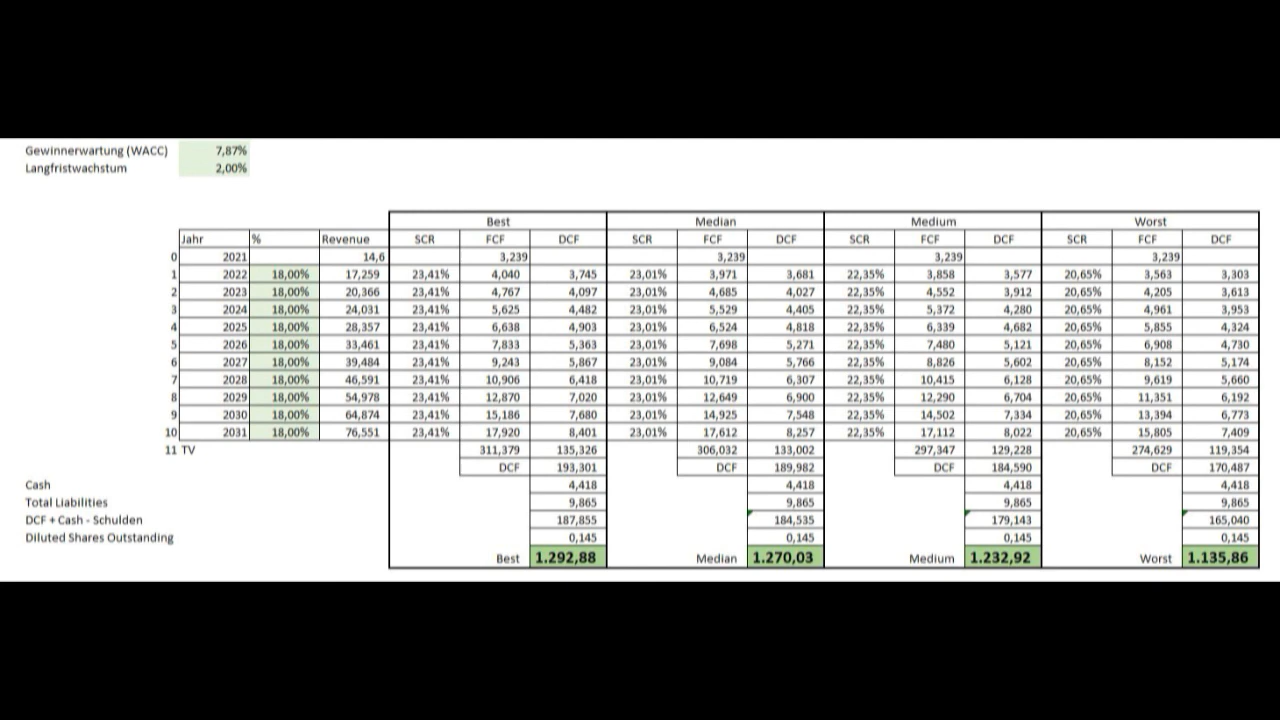 Gewinnerwartung (WACC) 7,87%
Langfristwachstum 2,00%
Best Median Medium Worst
Jahr % Revenue SCR FCF DCF SCR FCF DCF SCR FCF DCF SCR FCF DCF
0 2021 14,6 3,239 3,239 3,239 3,239
1 2022 18,00% 17,259 23,41% 4,040 3,745 23,01% 3,971 3,681 22,35% 3,858 3,577 20,65% 3,563 3,303
2 2023 18,00% 20,366 23,41% 4,767 4,097 23,01% 4,685 4,027 22,35% 4,552 3,912 20,65% 4,205 3,613
3 2024 18,00% 24,031 23,41% 5,625 4,482 23,01% 5,529 4,405 22,35% 5,372 4,280 20,65% 4,961 3,953
4 2025 18,00% 28,357 23,41% 6,638 4,903 23,01% 6,524 4,818 22,35% 6,339 4,682 20,65% 5,855 4,324
5 2026 18,00% 33,461 23,41% 7,833 5,363 23,01% 7,698 5,271 22,35% 7,480 5,121 20,65% 6,908 4,730
6 2027 18,00% 39,484 23,41% 9,243 5,867 23,01% 9,084 5,766 22,35% 8,826 5,602 20,65% 8,152 5,174
7 2028 18,00% 46,591 23,41% 10,906 6,418 23,01% 10,719 6,307 22,35% 10,415 6,128 20,65% 9,619 5,660
8 2029 18,00% 54,978 23,41% 12,870 7,020 23,01% 12,649 6,900 22,35% 12,290 6,704 20,65% 11,351 6,192
9 2030 18,00% 64,874 23,41% 15,186 7,680 23,01% 14,925 7,548 22,35% 14,502 7,334 20,65% 13,394 6,773
10 2031 18,00% 76,551 23,41% 17,920 8,401 23,01% 17,612 8,257 22,35% 17,112 8,022 20,65% 15,805 7,409
11 TV 311,379 135,326 306,032 133,002 297,347 129,228 274,629 119,354
DCF 193,301 DCF 189,982 DCF 184,590 DCF 170,487
Cash 4,418 4,418 4,418 4,418
Total Liabilities 9,865 9,865 9,865 9,865
DCF + Cash - Schulden 187,855 184,535 179,143 165,040
Diluted Shares Outstanding 0,145 0,145 0,145 0,145
Best 1.292,88 Median 1.270,03 Medium 1.232,92 Worst 1.135,86